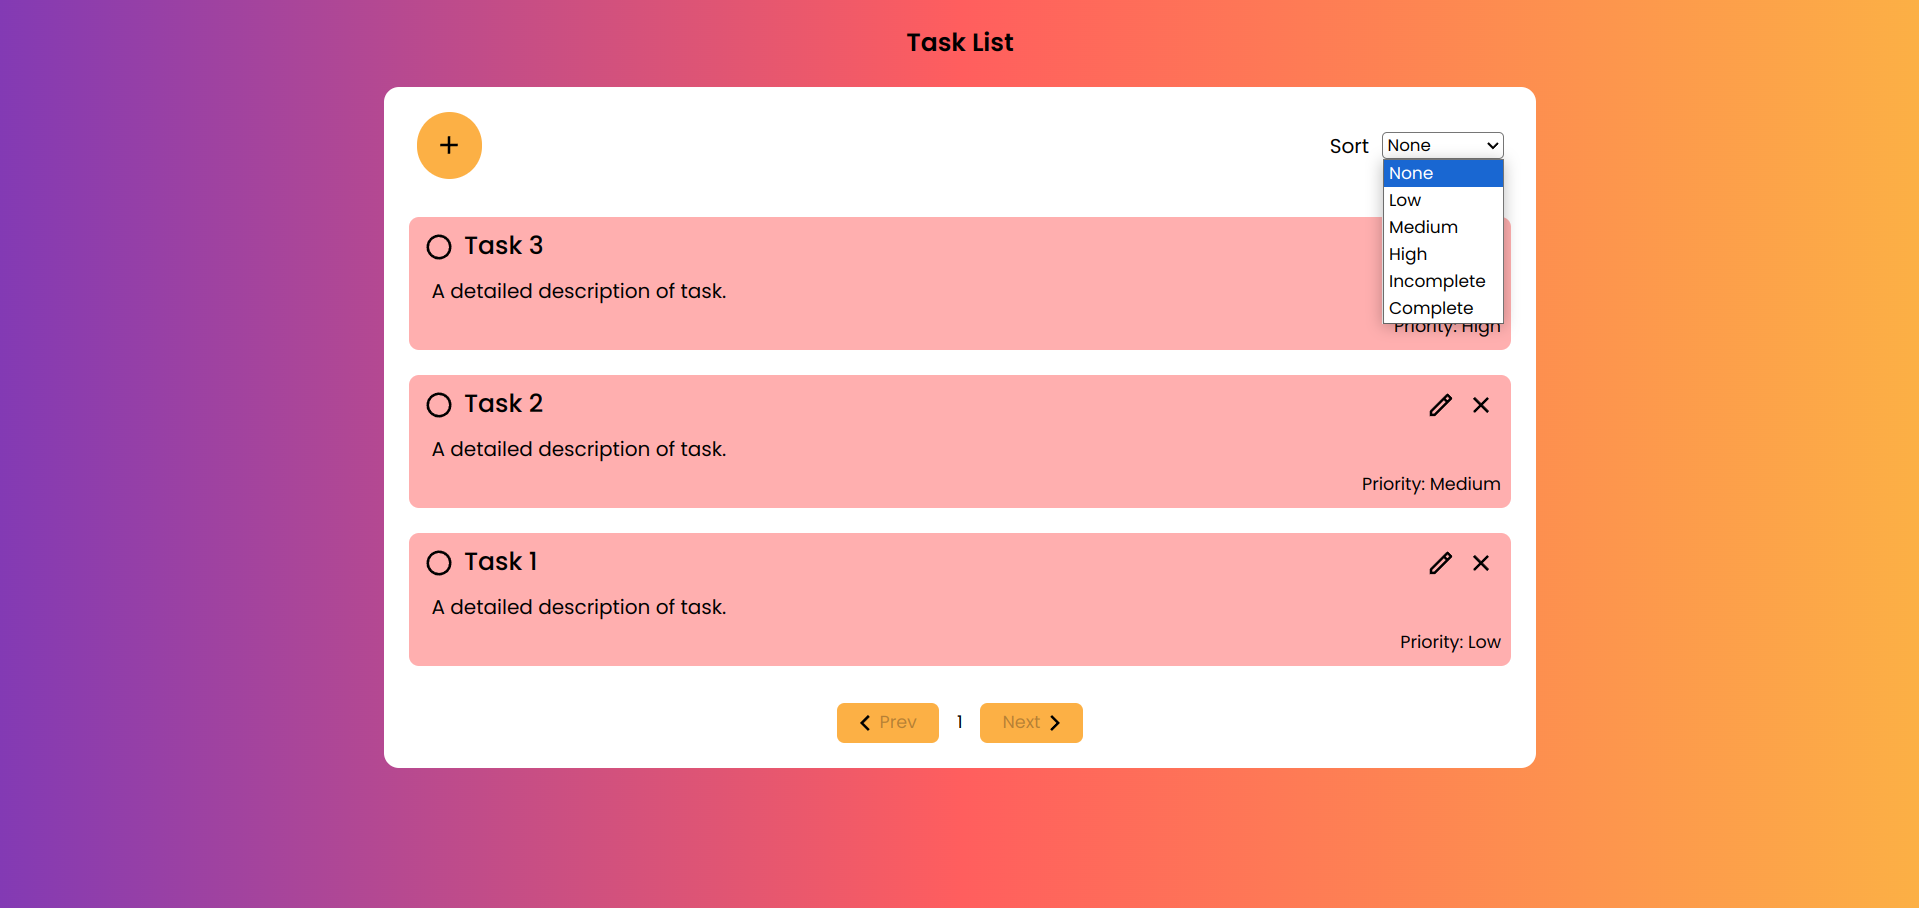 Task List
+
Sort None
None
Low
Medium
High
Incomplete
Complete
Task 3
A detailed description of task.
Priority: High
Task 2
A detailed description of task.
Priority: Medium
Task 1
A detailed description of task.
Priority: Low
Prev 1 Next